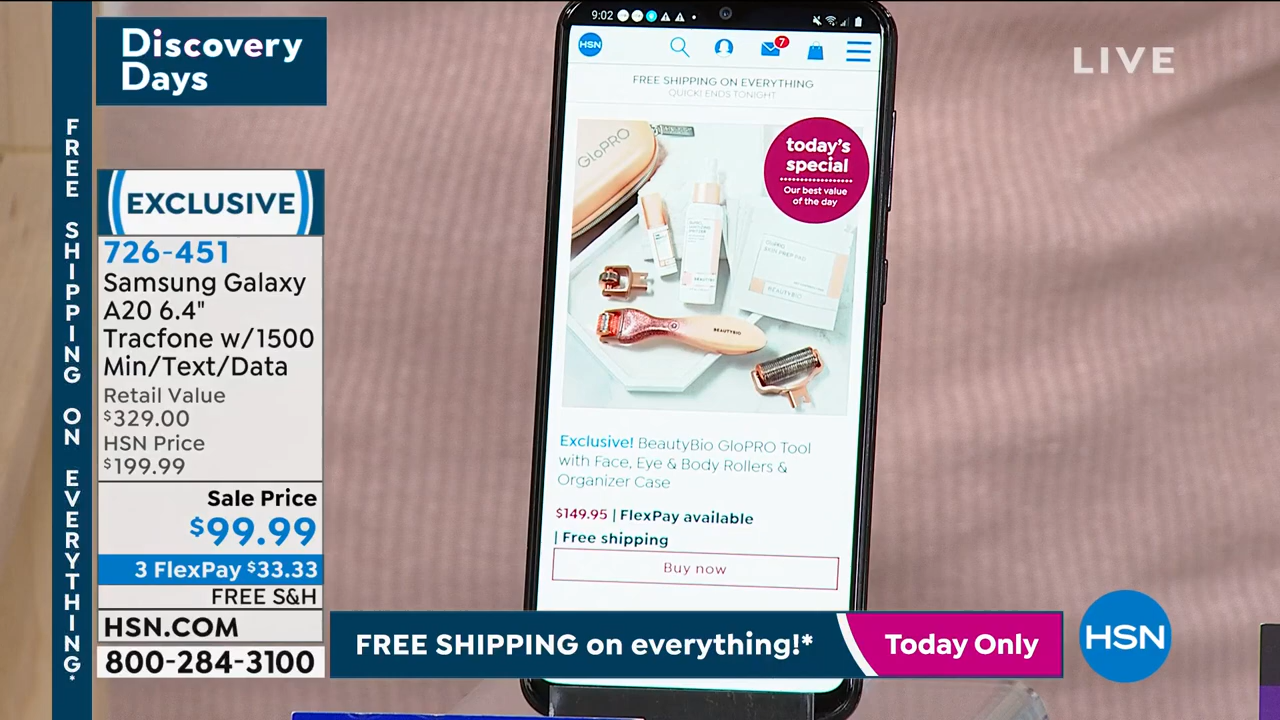 Discovery
Days
LIVE
FREE SHIPPING ON EVERYTHING.*
EXCLUSIVE
726-451
Samsung Galaxy
A20 6.4"
Tracfone w/1500
Min/Text/Data
Retail Value
$329.00
HSN Price
$199.99
Sale Price
$99.99
3 FlexPay $33.33
FREE S&H
HSN.COM
800-284-3100
9:02
HSN
7
FREE SHIPPING ON EVERYTHING
QUICK! ENDS TONIGHT
GloPRO
today's
special
Our best value
of the day
BEAUTYBIO
BEAUTYBIO
Exclusive! BeautyBio GloPRO Tool
with Face, Eye & Body Rollers &
Organizer Case
$149.95 | FlexPay available
| Free shipping
Buy now
FREE SHIPPING on everything!*
Today Only
HSN